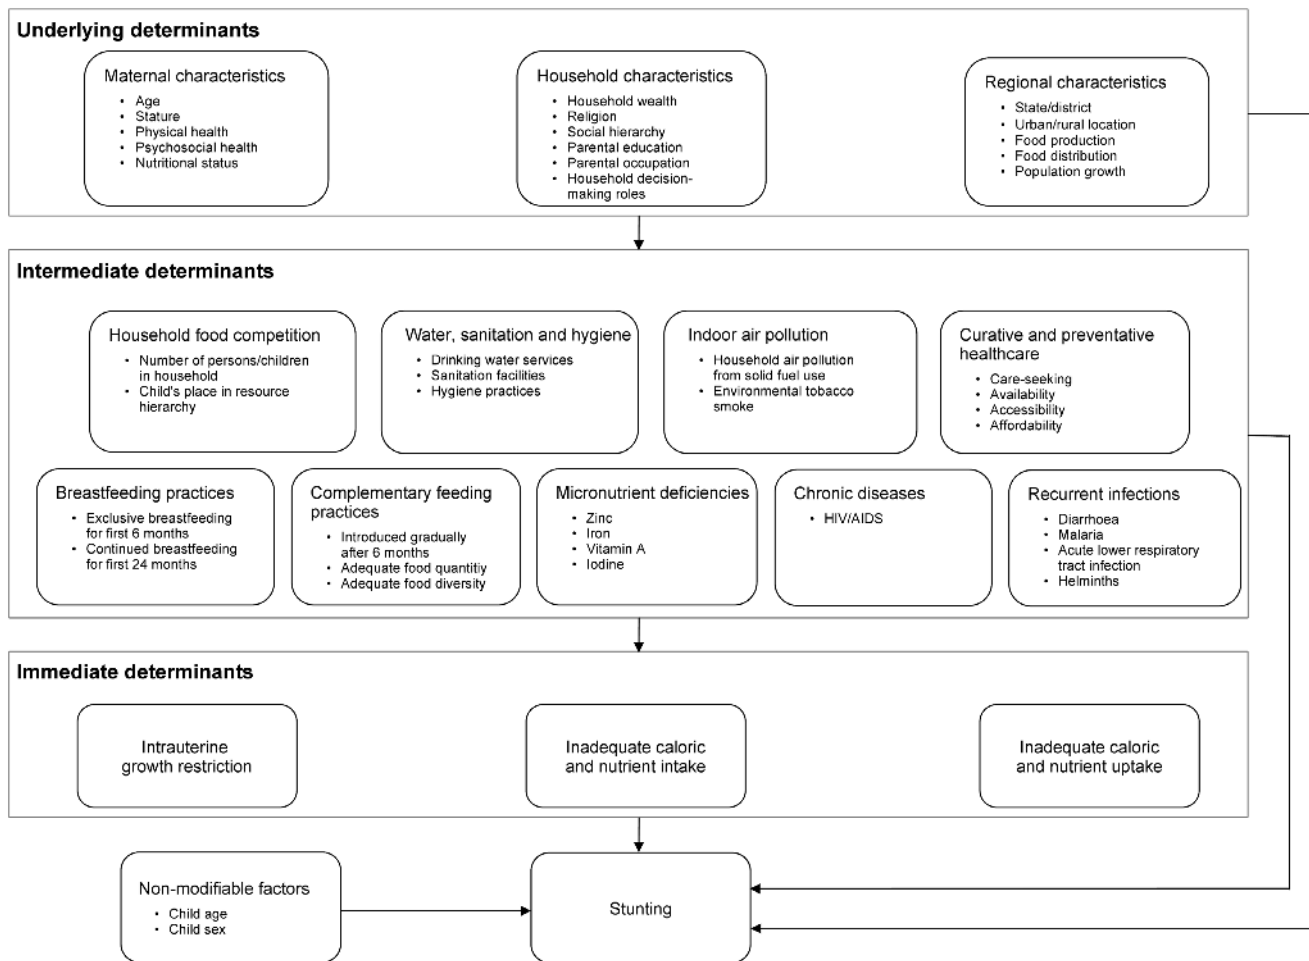 Underlying determinants
Maternal characteristics
• Age
• Stature
• Physical health
• Psychosocial health
• Nutritional status
Household characteristics
• Household wealth
• Religion
• Social hierarchy
• Parental education
• Parental occupation
• Household decision-
making roles
Regional characteristics
• State/district
• Urban/rural location
• Food production
• Food distribution
• Population growth
Intermediate determinants
Household food competition
• Number of persons/children
in household
• Child's place in resource
hierarchy
Water, sanitation and hygiene
• Drinking water services
• Sanitation facilities
• Hygiene practices
Indoor air pollution
• Household air pollution
from solid fuel use
• Environmental tobacco
smoke
Curative and preventative
healthcare
• Care-seeking
• Availability
• Accessibility
• Affordability
Breastfeeding practices
• Exclusive breastfeeding
for first 6 months
• Continued breastfeeding
for first 24 months
Complementary feeding
practices
• Introduced gradually
after 6 months
• Adequate food quantitiy
• Adequate food diversity
Micronutrient deficiencies
• Zinc
• Iron
• Vitamin A
• Iodine
Chronic diseases
• HIV/AIDS
Recurrent infections
• Diarrhoea
• Malaria
• Acute lower respiratory
tract infection
• Helminths
Immediate determinants
Intrauterine
growth restriction
Inadequate caloric
and nutrient intake
Inadequate caloric
and nutrient uptake
Non-modifiable factors
• Child age
• Child sex
Stunting